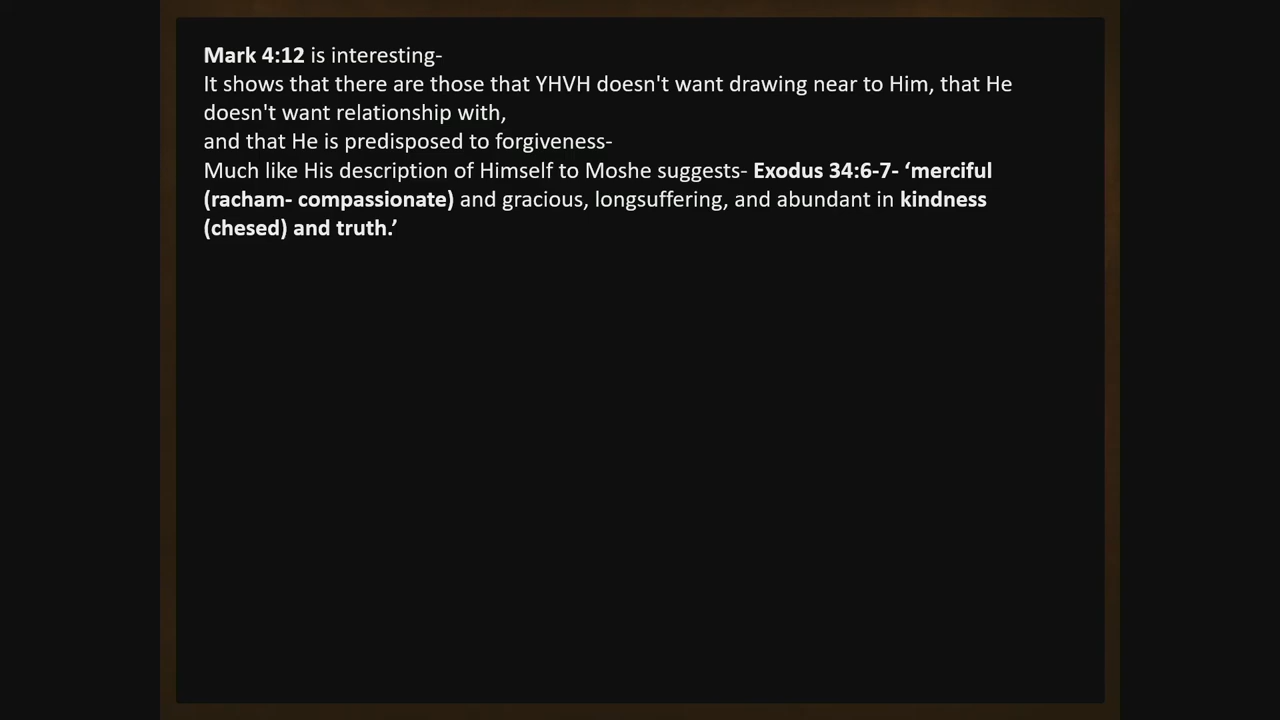 Mark 4:12 is interesting-
It shows that there are those that YHVH doesn't want drawing near to Him, that He
doesn't want relationship with,
and that He is predisposed to forgiveness-
Much like His description of Himself to Moshe suggests- Exodus 34:6-7- ‘merciful
(racham- compassionate) and gracious, longsuffering, and abundant in kindness
(chesed) and truth.’